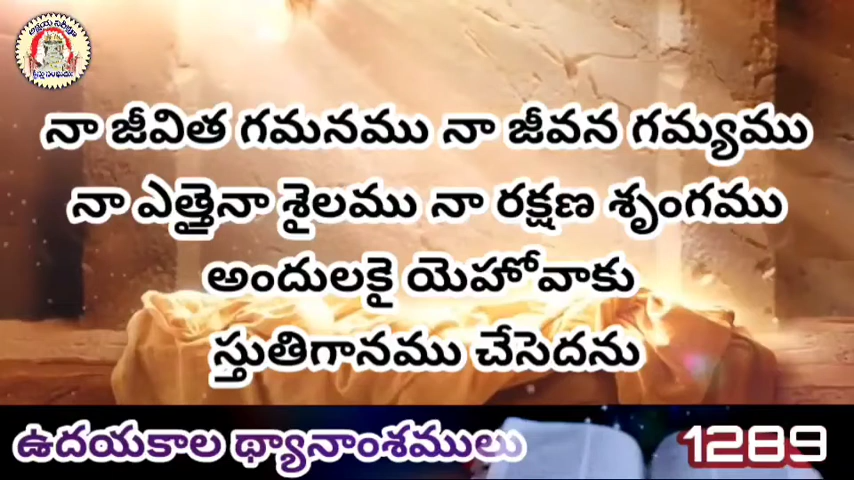 నా జీవిత గమనము నా జీవన గమ్యము
నా ఎత్తైనా శైలము నా రక్షణ శృంగము
అందులకై యెహోవాకు
స్తుతిగానము చేసెదను
ఉదయకాల థ్యానాంశములు
1289